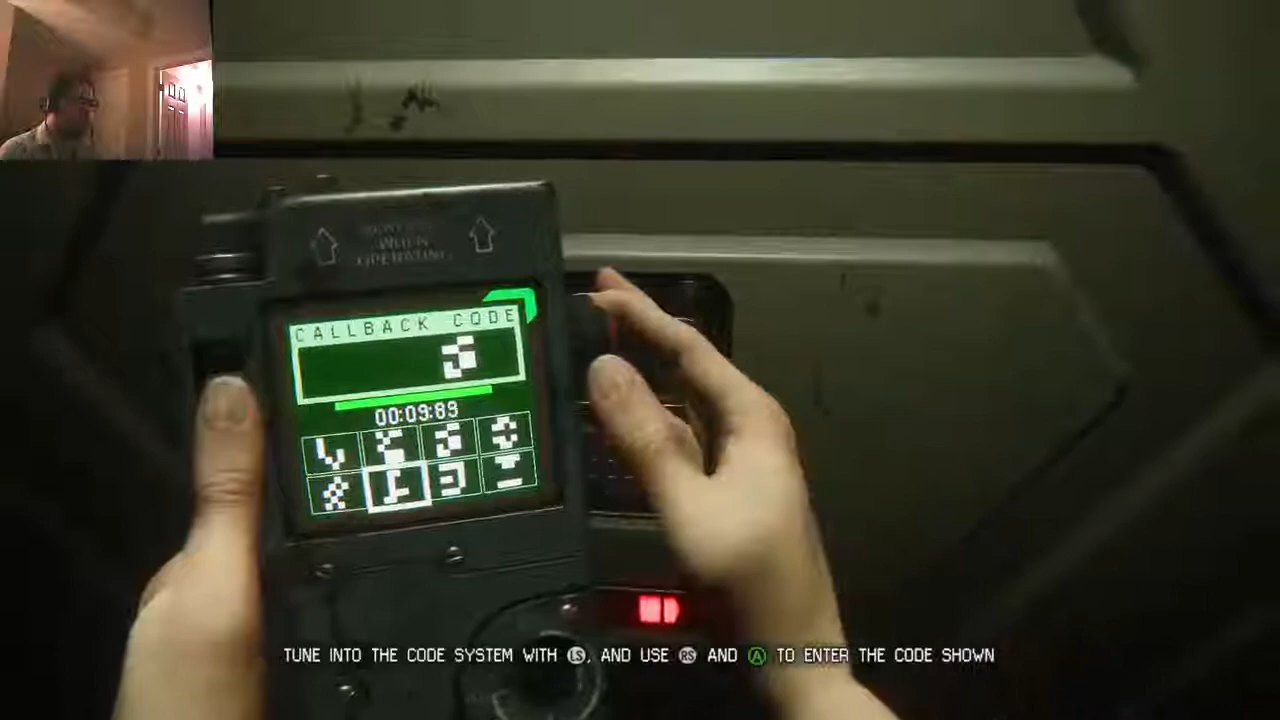 WHEN
OPERATING
CALLBACK CODE
00:09:89
TUNE INTO THE CODE SYSTEM WITH LS, AND USE RS AND A TO ENTER THE CODE SHOWN